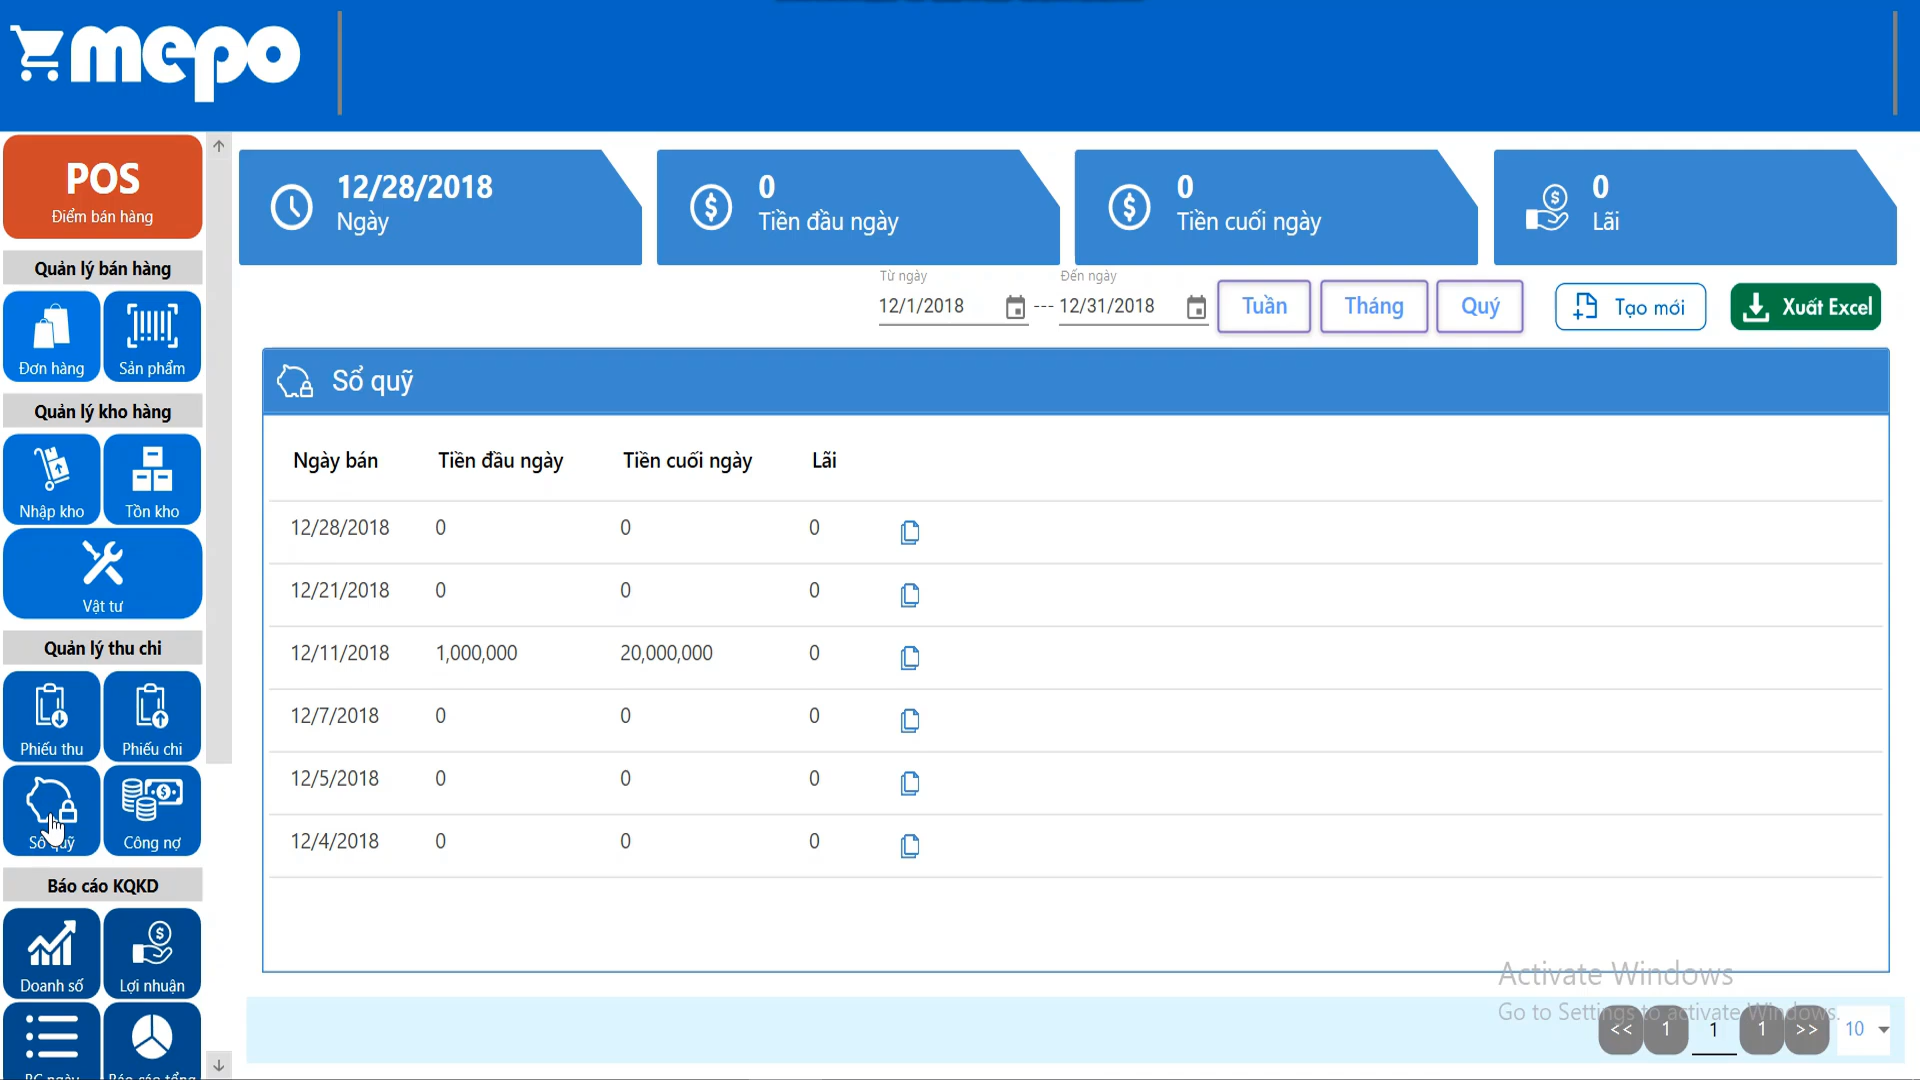 mepo
POS
Điểm bán hàng
Quản lý bán hàng
Đơn hàng
Sản phẩm
Quản lý kho hàng
Nhập kho
Tồn kho
Vật tư
Quản lý thu chi
Phiếu thu
Phiếu chi
Công nợ
Báo cáo KQKD
Doanh số
Lợi nhuận
12/28/2018
Ngày
0
Tiền đầu ngày
0
Tiền cuối ngày
0
Lãi
Từ ngày
Đến ngày
12/1/2018 --- 12/31/2018
Tuần
Tháng
Quý
Tạo mới
Xuất Excel
Sổ quỹ
Ngày bán Tiền đầu ngày Tiền cuối ngày Lãi
12/28/2018 0 0 0
12/21/2018 0 0 0
12/11/2018 1,000,000 20,000,000 0
12/7/2018 0 0 0
12/5/2018 0 0 0
12/4/2018 0 0 0
Activate Windows
Go to Settings to activate Windows.
<< 1 1 1 >> 10